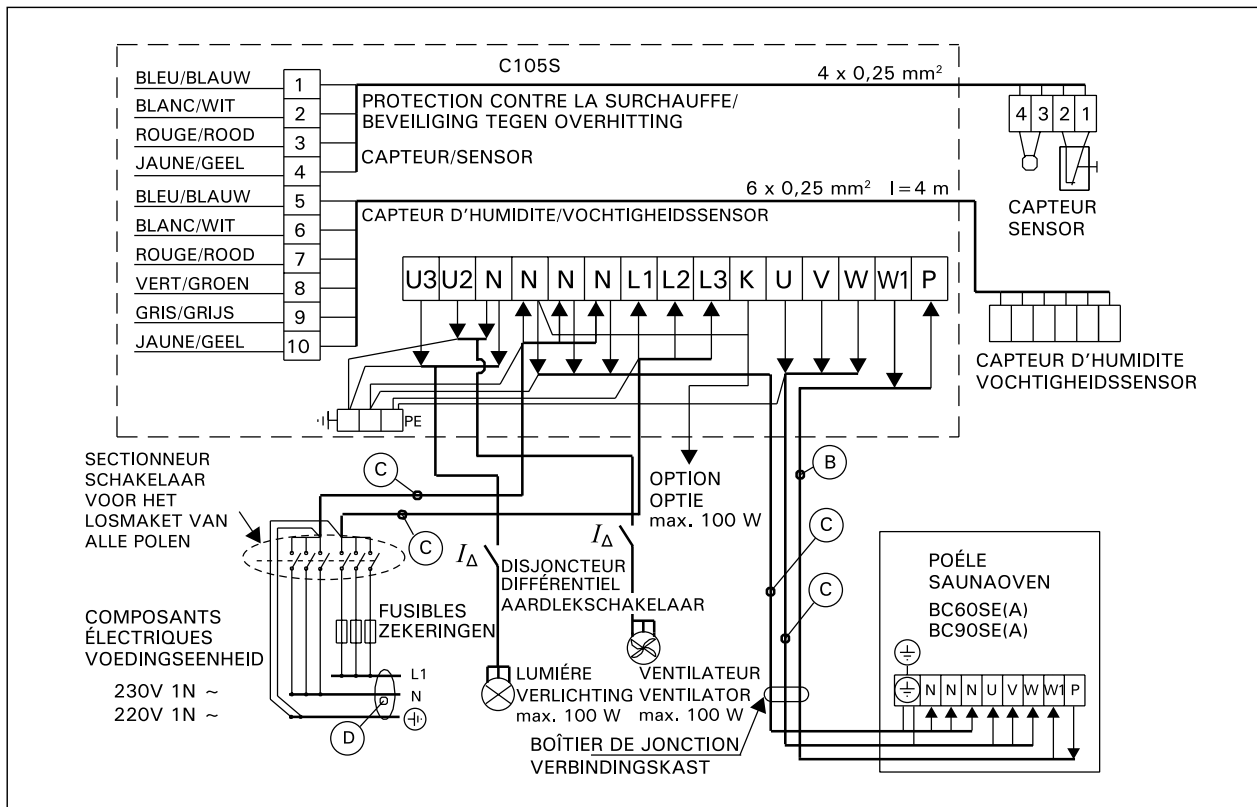 C105S
4 x 0,25 mm²
BLEU/BLAUW 1
BLANC/WIT 2
ROUGE/ROOD 3
JAUNE/GEEL 4
BLEU/BLAUW 5
BLANC/WIT 6
ROUGE/ROOD 7
VERT/GROEN 8
GRIS/GRIJS 9
JAUNE/GEEL 10
PROTECTION CONTRE LA SURCHAUFFE/
BEVEILIGING TEGEN OVERHITTING
CAPTEUR/SENSOR
4 3 2 1
CAPTEUR
SENSOR
6 x 0,25 mm² l=4 m
CAPTEUR D'HUMIDITE/VOCHTIGHEIDSSENSOR
U3 U2 N N N N L1 L2 L3 K U V W W1 P
CAPTEUR D'HUMIDITE
VOCHTIGHEIDSSENSOR
PE
SECTIONNEUR
SCHAKELAAR
VOOR HET
LOSMAKET VAN
ALLE POLEN
C
C
OPTION
OPTIE
max. 100 W
B
C
C
IΔ
IΔ
DISJONCTEUR
DIFFÉRENTIEL
AARDLEKSCHAKELAAR
COMPOSANTS
ÉLECTRIQUES
VOEDINGSEENHEID
230V 1N ~
220V 1N ~
FUSIBLES
ZEKERINGEN
L1
N
D
LUMIÉRE
VERLICHTING
max. 100 W
VENTILATEUR
VENTILATOR
max. 100 W
BOÎTIER DE JONCTION
VERBINDINGSKAST
POÉLE
SAUNAOVEN
BC60SE(A)
BC90SE(A)
N N N U V W W1 P